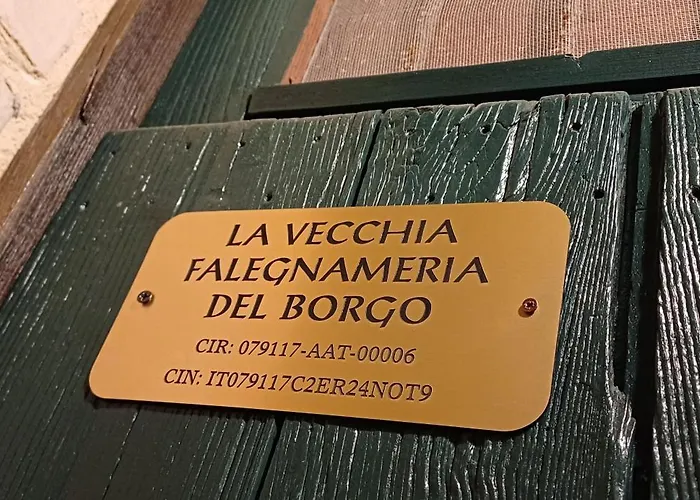 LA VECCHIA
FALEGNAMERIA
DEL BORGO
CIR: 079117-AAT-00006
CIN: IT079117C2ER24NOT9